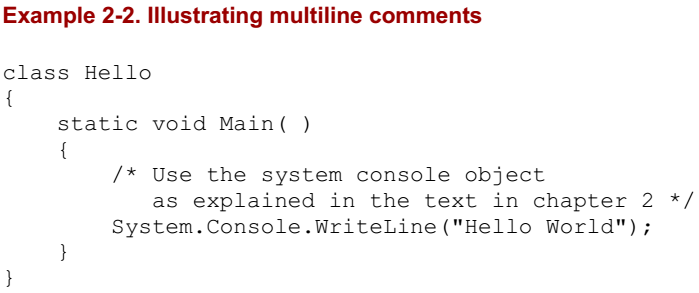 Example 2-2. Illustrating multiline comments
class Hello
{
    static void Main( )
    {
        /* Use the system console object
           as explained in the text in chapter 2 */
        System.Console.WriteLine("Hello World");
    }
}